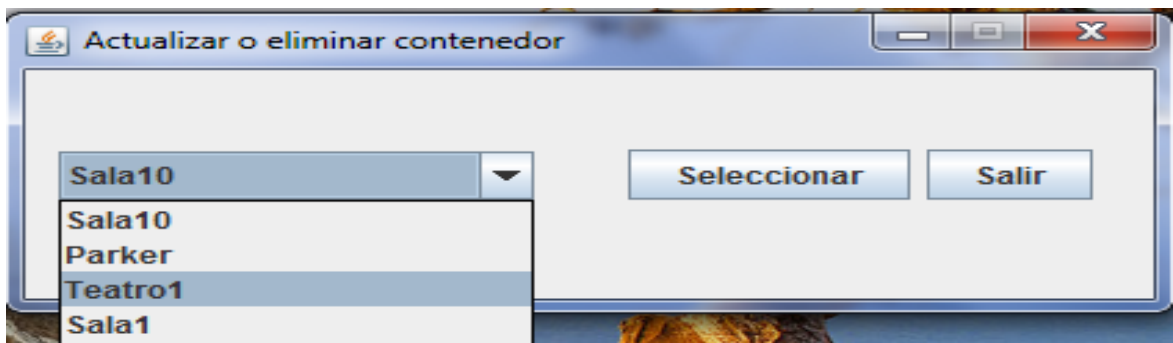 Actualizar o eliminar contenedor
Sala10
Seleccionar
Salir
Sala10
Parker
Teatro1
Sala1